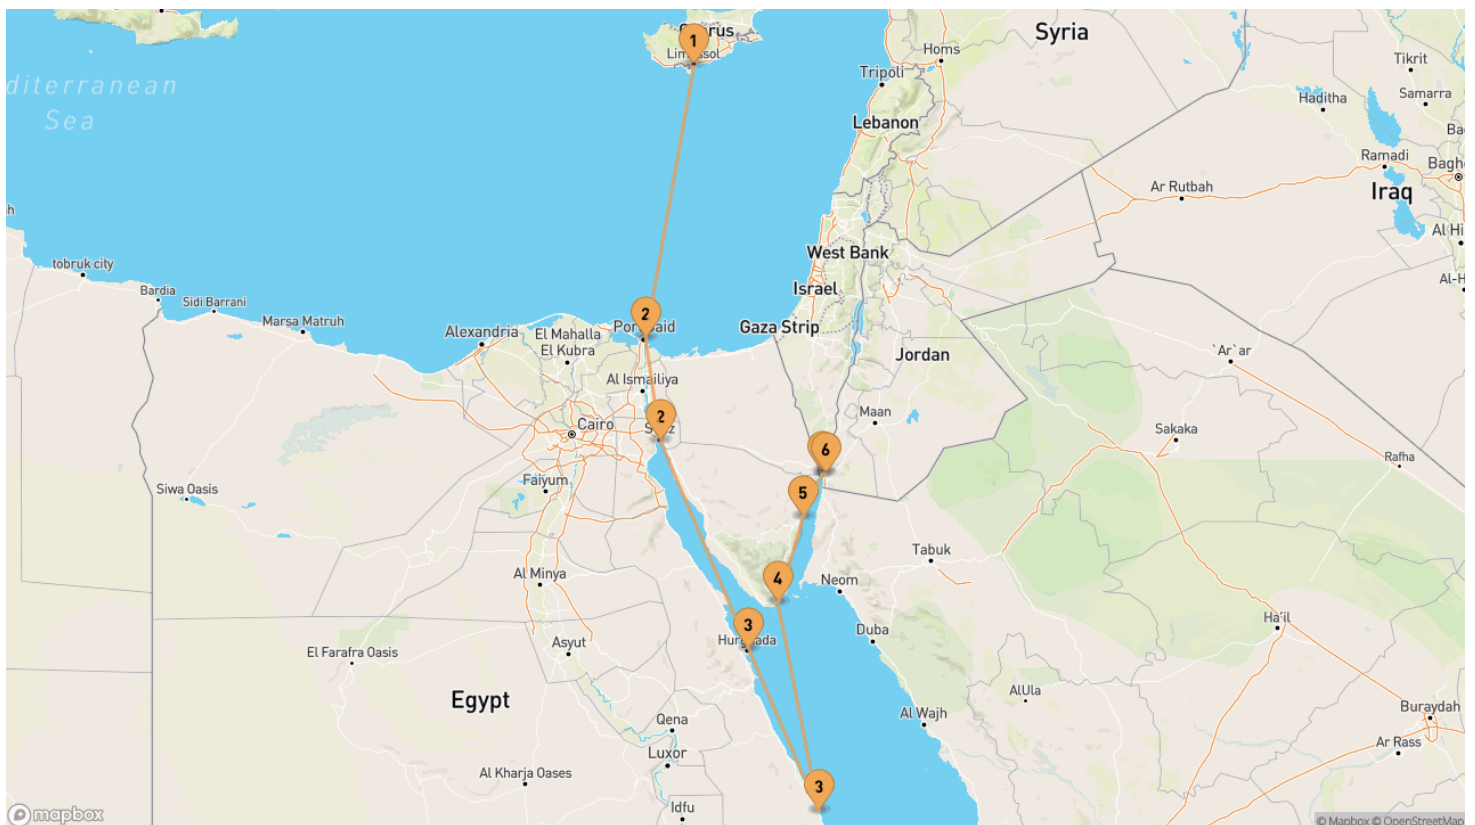 Syria
Homs
Tripoli
Tikrit
Samarra
Haditha
1
diterranean
Sea
Lebanon
Ramadi
Ar Rutbah
Iraq
West Bank
tobruk city
Bardia
Sidi Barrani
Israel
Marsa Matruh
Alexandria
El Mahalla
El Kubra
2
Gaza Strip
Jordan
`Ar`ar
Al Ismailiya
Cairo
2
Maan
Sakaka
Rafha
6
Siwa Oasis
Faiyum
5
Tabuk
Al Minya
4
Neom
3
Duba
Ha'il
El Farafra Oasis
Asyut
Egypt
AlUla
Al Wajh
Buraydah
Qena
Luxor
Ar Rass
Al Kharja Oases
3
Idfu
mapbox
© Mapbox © OpenStreetMap